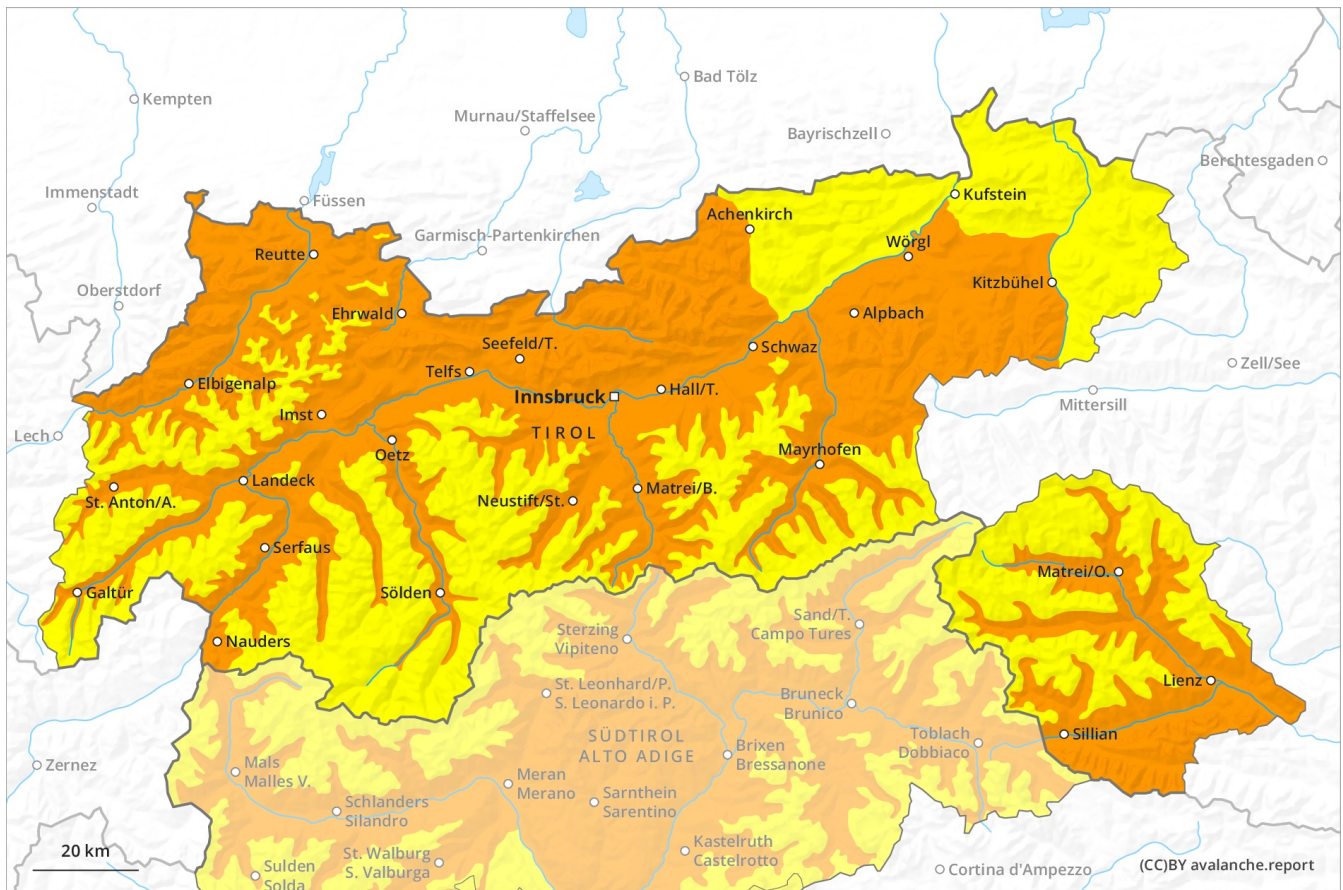 Bad Tölz
Kempten
Murnau/Staffelsee
Bayrischzell
Berchtesgaden
Immenstadt
Kufstein
Füssen
Achenkirch
Garmisch-Partenkirchen
Wörgl
Reutte
Kitzbühel
Oberstdorf
Ehrwald
Alpbach
Seefeld/T.
Schwaz
Zell/See
Telfs
Elbigenalp
Hall/T.
Innsbruck
Mittersill
Imst
TIROL
Lech
Mayrhofen
Oetz
Landeck
St. Anton/A.
Matrei/B.
Neustift/St.
Serfaus
Matrei/O.
Galtür
Sölden
Sand/T.
Campo Tures
Sterzing
Vipiteno
Nauders
Lienz
St. Leonhard/P.
S. Leonardo i. P.
Bruneck
Brunico
Sillian
SÜDTIROL
ALTO ADIGE
Toblach
Dobbiaco
Brixen
Bressanone
Zernez
Mals
Malles V.
Meran
Merano
Sarnthein
Sarentino
Schlanders
Silandro
Kastelruth
Castelrotto
20 km
St. Walburg
S. Valburga
Sulden
Solda
Cortina d'Ampezzo
(CC)BY avalanche.report